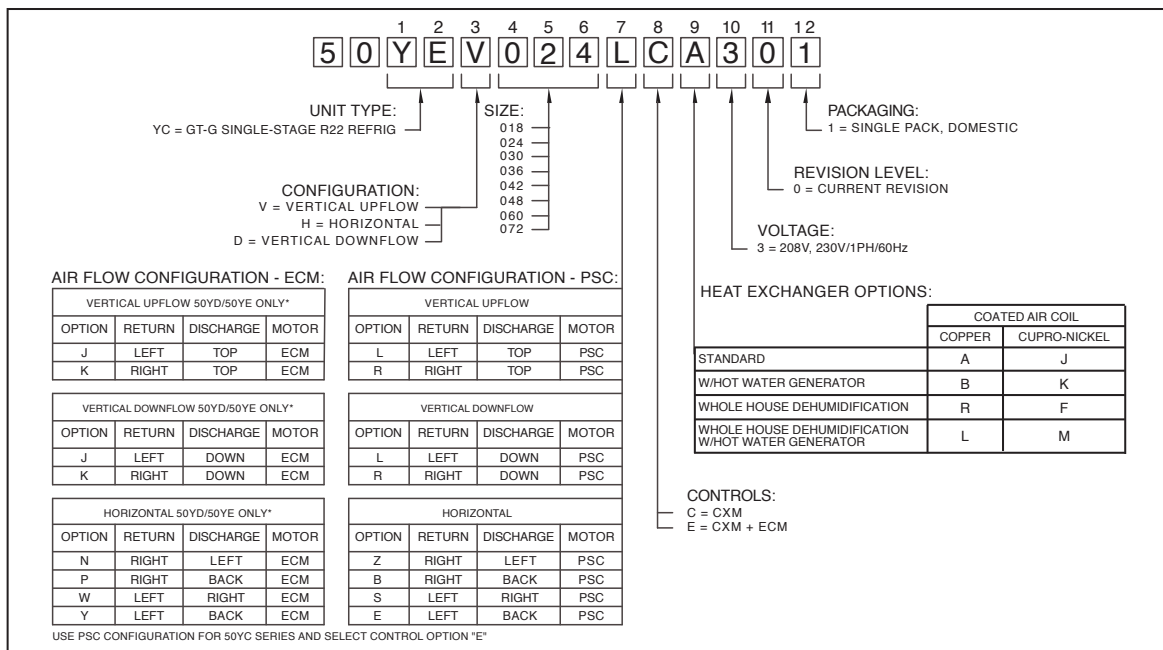 1 2 3 4 5 6 7 8 9 10 11 12
5 0 Y E V 0 2 4 L C A 3 0 1
UNIT TYPE:
YC = GT-G SINGLE-STAGE R22 REFRIG
CONFIGURATION:
V = VERTICAL UPFLOW
H = HORIZONTAL
D = VERTICAL DOWNFLOW
SIZE:
018
024
030
036
042
048
060
072
PACKAGING:
1 = SINGLE PACK, DOMESTIC
REVISION LEVEL:
0 = CURRENT REVISION
VOLTAGE:
3 = 208V, 230V/1PH/60Hz
AIR FLOW CONFIGURATION - ECM:
VERTICAL UPFLOW 50YD/50YE ONLY*
OPTION RETURN DISCHARGE MOTOR
J LEFT TOP ECM
K RIGHT TOP ECM
VERTICAL DOWNFLOW 50YD/50YE ONLY*
OPTION RETURN DISCHARGE MOTOR
J LEFT DOWN ECM
K RIGHT DOWN ECM
HORIZONTAL 50YD/50YE ONLY*
OPTION RETURN DISCHARGE MOTOR
N RIGHT LEFT ECM
P RIGHT BACK ECM
W LEFT RIGHT ECM
Y LEFT BACK ECM
AIR FLOW CONFIGURATION - PSC:
VERTICAL UPFLOW
OPTION RETURN DISCHARGE MOTOR
L LEFT TOP PSC
R RIGHT TOP PSC
VERTICAL DOWNFLOW
OPTION RETURN DISCHARGE MOTOR
L LEFT DOWN PSC
R RIGHT DOWN PSC
HORIZONTAL
OPTION RETURN DISCHARGE MOTOR
Z RIGHT LEFT PSC
B RIGHT BACK PSC
S LEFT RIGHT PSC
E LEFT BACK PSC
HEAT EXCHANGER OPTIONS:
COATED AIR COIL
COPPER CUPRO-NICKEL
STANDARD A J
W/HOT WATER GENERATOR B K
WHOLE HOUSE DEHUMIDIFICATION R F
WHOLE HOUSE DEHUMIDIFICATION
W/HOT WATER GENERATOR L M
CONTROLS:
C = CXM
E = CXM + ECM
USE PSC CONFIGURATION FOR 50YC SERIES AND SELECT CONTROL OPTION "E"